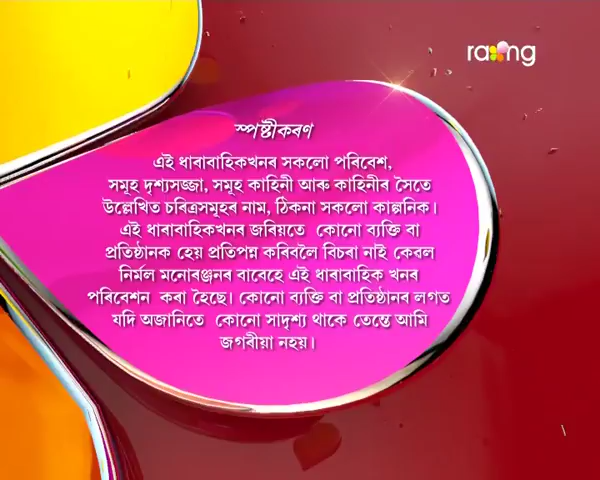 rang
স্পষ্টীকৰণ
এই ধাৰাবাহিকখনৰ সকলো পৰিবেশ,
সমূহ দৃশ্যসজ্জা, সমূহ কাহিনী আৰু কাহিনীৰ সৈতে
উল্লেখিত চৰিত্ৰসমূহৰ নাম, ঠিকনা সকলো কাল্পনিক।
এই ধাৰাবাহিকখনৰ জৰিয়তে কোনো ব্যক্তি বা
প্ৰতিষ্ঠানক হেয় প্ৰতিপন্ন কৰিবলৈ বিচৰা নাই কেৱল
নিৰ্মল মনোৰঞ্জনৰ বাবেহে এই ধাৰাবাহিক খনৰ
পৰিবেশন কৰা হৈছে। কোনো ব্যক্তি বা প্ৰতিষ্ঠানৰ লগত
যদি অজানিতে কোনো সাদৃশ্য থাকে তেন্তে আমি
জগৰীয়া নহয়।